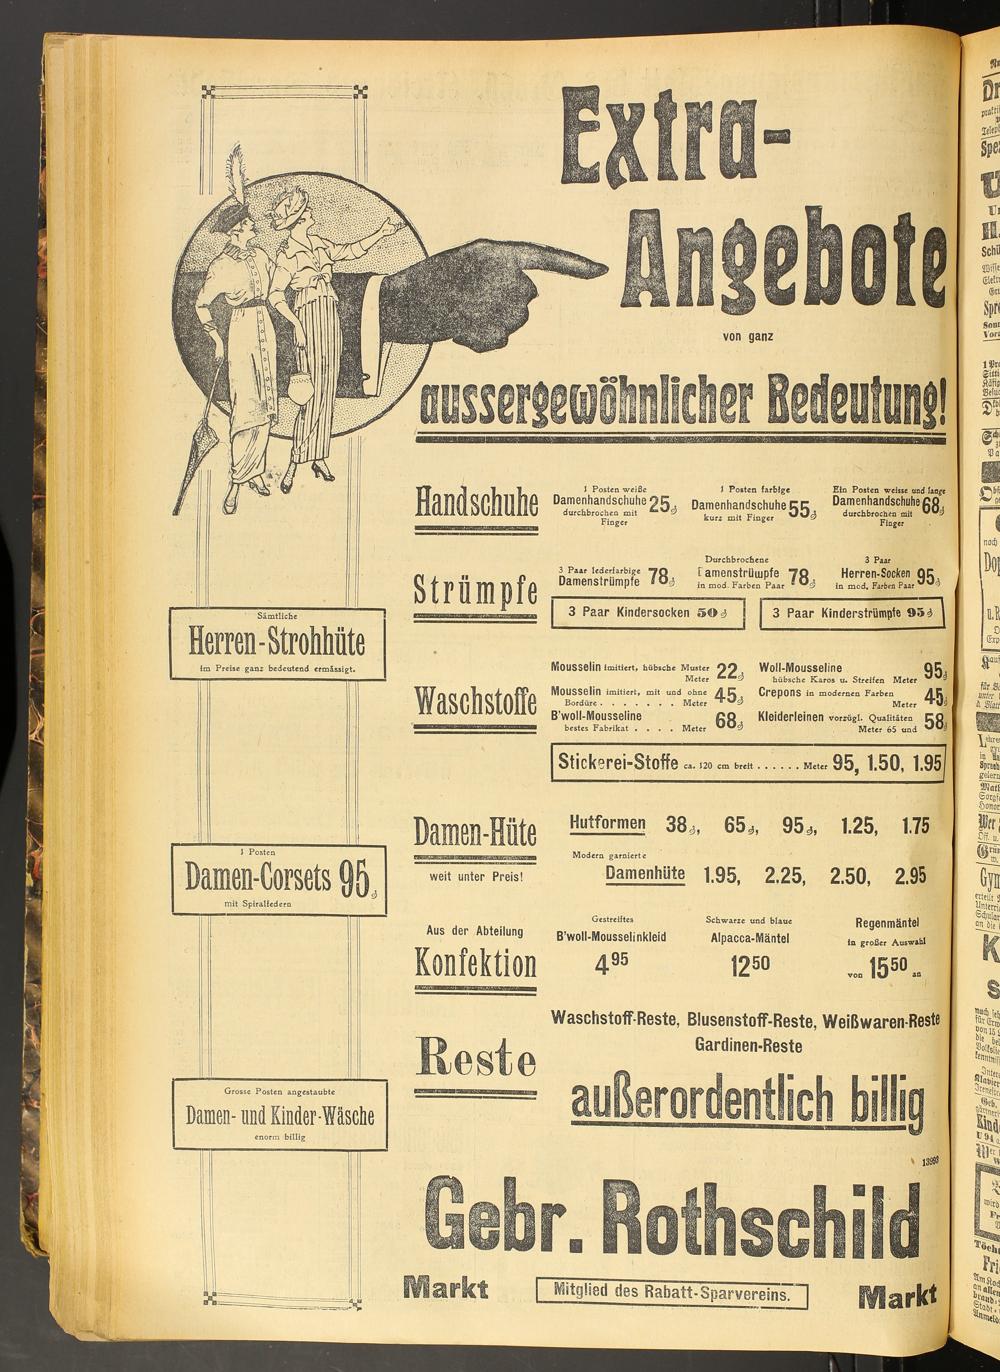 Extra-
Angebote
von ganz
aussergewöhnlicher Bedeutung!
Handschuhe
1 Posten weiße
Damenhandschuhe 25₰
durchbrochen mit
Finger
1 Posten farbige
Damenhandschuhe 55₰
kurz mit Finger
Ein Posten weisse und lange
Damenhandschuhe 68₰
durchbrochen mit
Finger
Strümpfe
3 Paar lederfarbige
Damenstrümpfe 78₰
Durchbrochene
Damenstrümpfe 78₰
in mod. Farben Paar
3 Paar
Herren-Socken 95₰
in mod. Farben Paar
3 Paar Kindersocken 50₰
3 Paar Kinderstrümpfe 95₰
Sämtliche
Herren-Strohhüte
im Preise ganz bedeutend ermässigt.
Waschstoffe
Mousselin imitiert, hübsche Muster
Meter 22₰
Mousselin imitiert, mit und ohne
Bordüre . . . . . . . Meter 45₰
B'woll-Mousseline
bestes Fabrikat . . . . Meter 68₰
Woll-Mousseline
hübsche Karos u. Streifen Meter 95₰
Crepons in modernen Farben
Meter 45₰
Kleiderleinen vorzügl. Qualitäten
Meter 65 und 58₰
Stickerei-Stoffe ca. 120 cm breit . . . . . . Meter 95, 1.50, 1.95
1 Posten
Damen-Corsets 95₰
mit Spiralfedern
Damen-Hüte
weit unter Preis!
Hutformen 38₰, 65₰, 95₰, 1.25, 1.75
Modern garnierte
Damenhüte 1.95, 2.25, 2.50, 2.95
Aus der Abteilung
Konfektion
Gestreiftes
B'woll-Mousselinkleid
4⁹⁵
Schwarze und blaue
Alpacca-Mäntel
12⁵⁰
Regenmäntel
in großer Auswahl
von 15⁵⁰ an
Grosse Posten angestaubte
Damen- und Kinder-Wäsche
enorm billig
Reste
Waschstoff-Reste, Blusenstoff-Reste, Weißwaren-Reste
Gardinen-Reste
außerordentlich billig
13993
Gebr. Rothschild
Markt
Mitglied des Rabatt-Sparvereins.
Markt